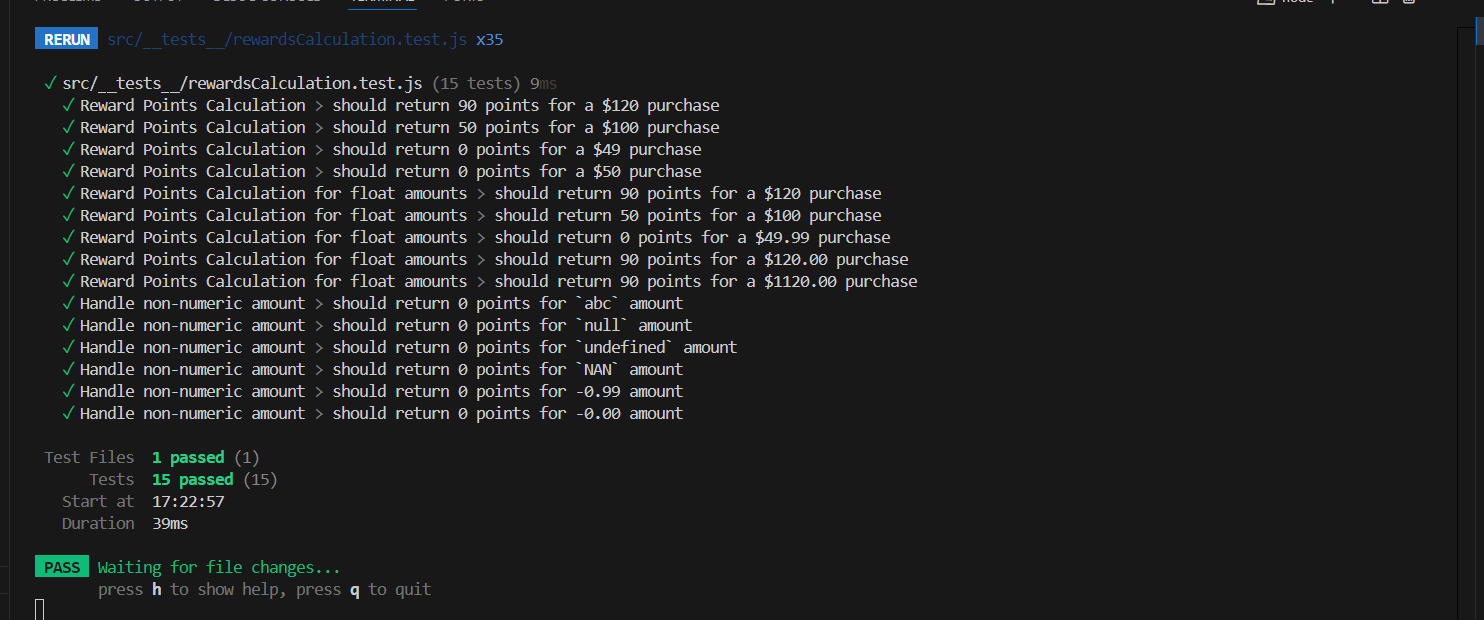 TERMINAL
node
RERUN src/__tests__/rewardsCalculation.test.js x35
✓ src/__tests__/rewardsCalculation.test.js (15 tests) 9ms
✓ Reward Points Calculation > should return 90 points for a $120 purchase
✓ Reward Points Calculation > should return 50 points for a $100 purchase
✓ Reward Points Calculation > should return 0 points for a $49 purchase
✓ Reward Points Calculation > should return 0 points for a $50 purchase
✓ Reward Points Calculation for float amounts > should return 90 points for a $120 purchase
✓ Reward Points Calculation for float amounts > should return 50 points for a $100 purchase
✓ Reward Points Calculation for float amounts > should return 0 points for a $49.99 purchase
✓ Reward Points Calculation for float amounts > should return 90 points for a $120.00 purchase
✓ Reward Points Calculation for float amounts > should return 90 points for a $1120.00 purchase
✓ Handle non-numeric amount > should return 0 points for `abc` amount
✓ Handle non-numeric amount > should return 0 points for `null` amount
✓ Handle non-numeric amount > should return 0 points for `undefined` amount
✓ Handle non-numeric amount > should return 0 points for `NAN` amount
✓ Handle non-numeric amount > should return 0 points for -0.99 amount
✓ Handle non-numeric amount > should return 0 points for -0.00 amount
Test Files 1 passed (1)
Tests 15 passed (15)
Start at 17:22:57
Duration 39ms
PASS Waiting for file changes...
press h to show help, press q to quit